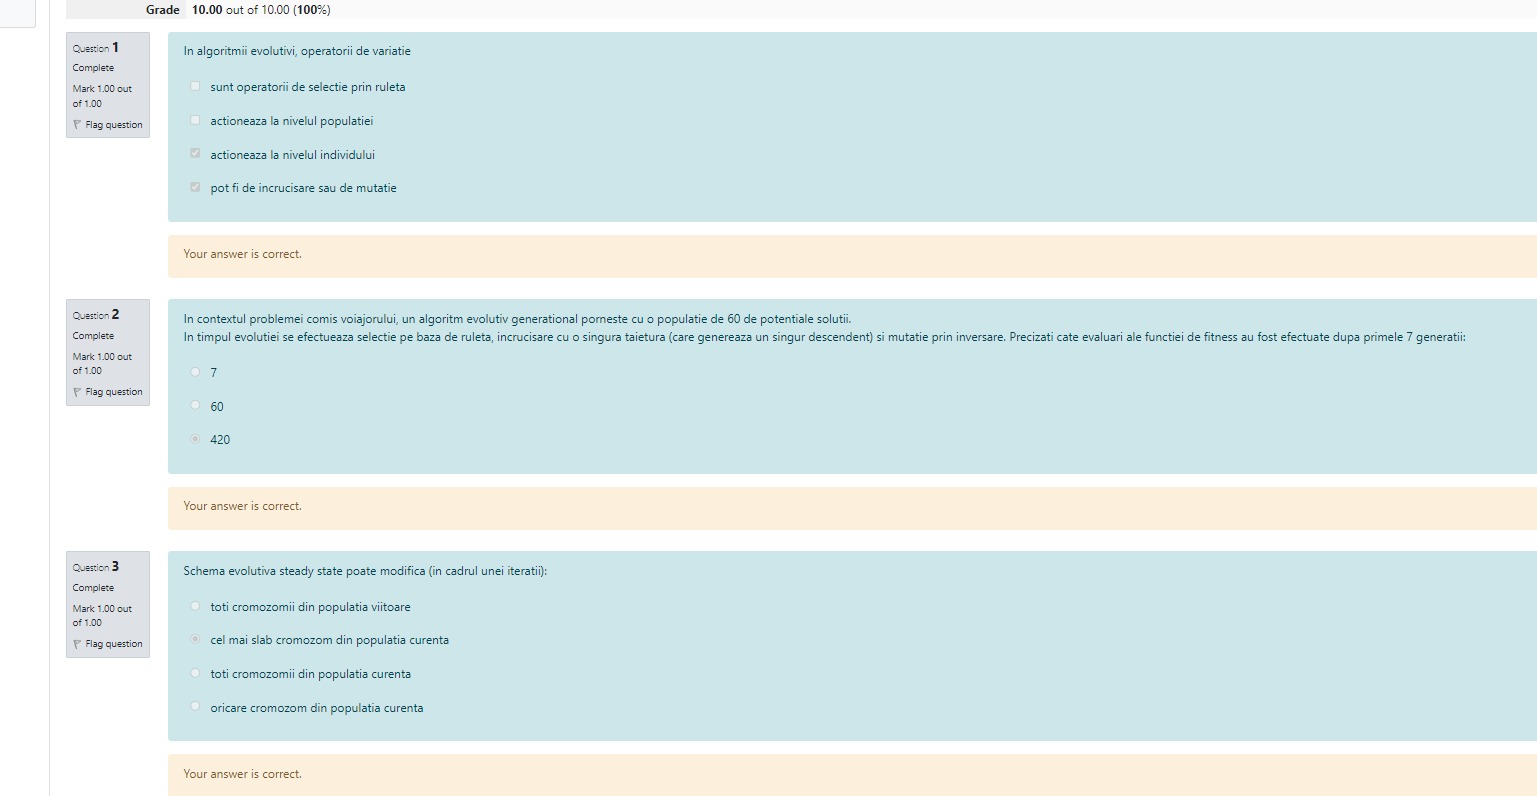 Grade 10.00 out of 10.00 (100%)
Question 1
Complete
Mark 1.00 out
of 1.00
Flag question
In algoritmii evolutivi, operatorii de variatie
sunt operatorii de selectie prin ruleta
actioneaza la nivelul populatiei
actioneaza la nivelul individului
pot fi de incrucisare sau de mutatie
Your answer is correct.
Question 2
Complete
Mark 1.00 out
of 1.00
Flag question
In contextul problemei comis voiajorului, un algoritm evolutiv generational porneste cu o populatie de 60 de potentiale solutii.
In timpul evolutiei se efectueaza selectie pe baza de ruleta, incrucisare cu o singura taietura (care genereaza un singur descendent) si mutatie prin inversare. Precizati cate evaluari ale functiei de fitness au fost efectuate dupa primele 7 generatii:
7
60
420
Your answer is correct.
Question 3
Complete
Mark 1.00 out
of 1.00
Flag question
Schema evolutiva steady state poate modifica (in cadrul unei iteratii):
toti cromozomii din populatia viitoare
cel mai slab cromozom din populatia curenta
toti cromozomii din populatia curenta
oricare cromozom din populatia curenta
Your answer is correct.